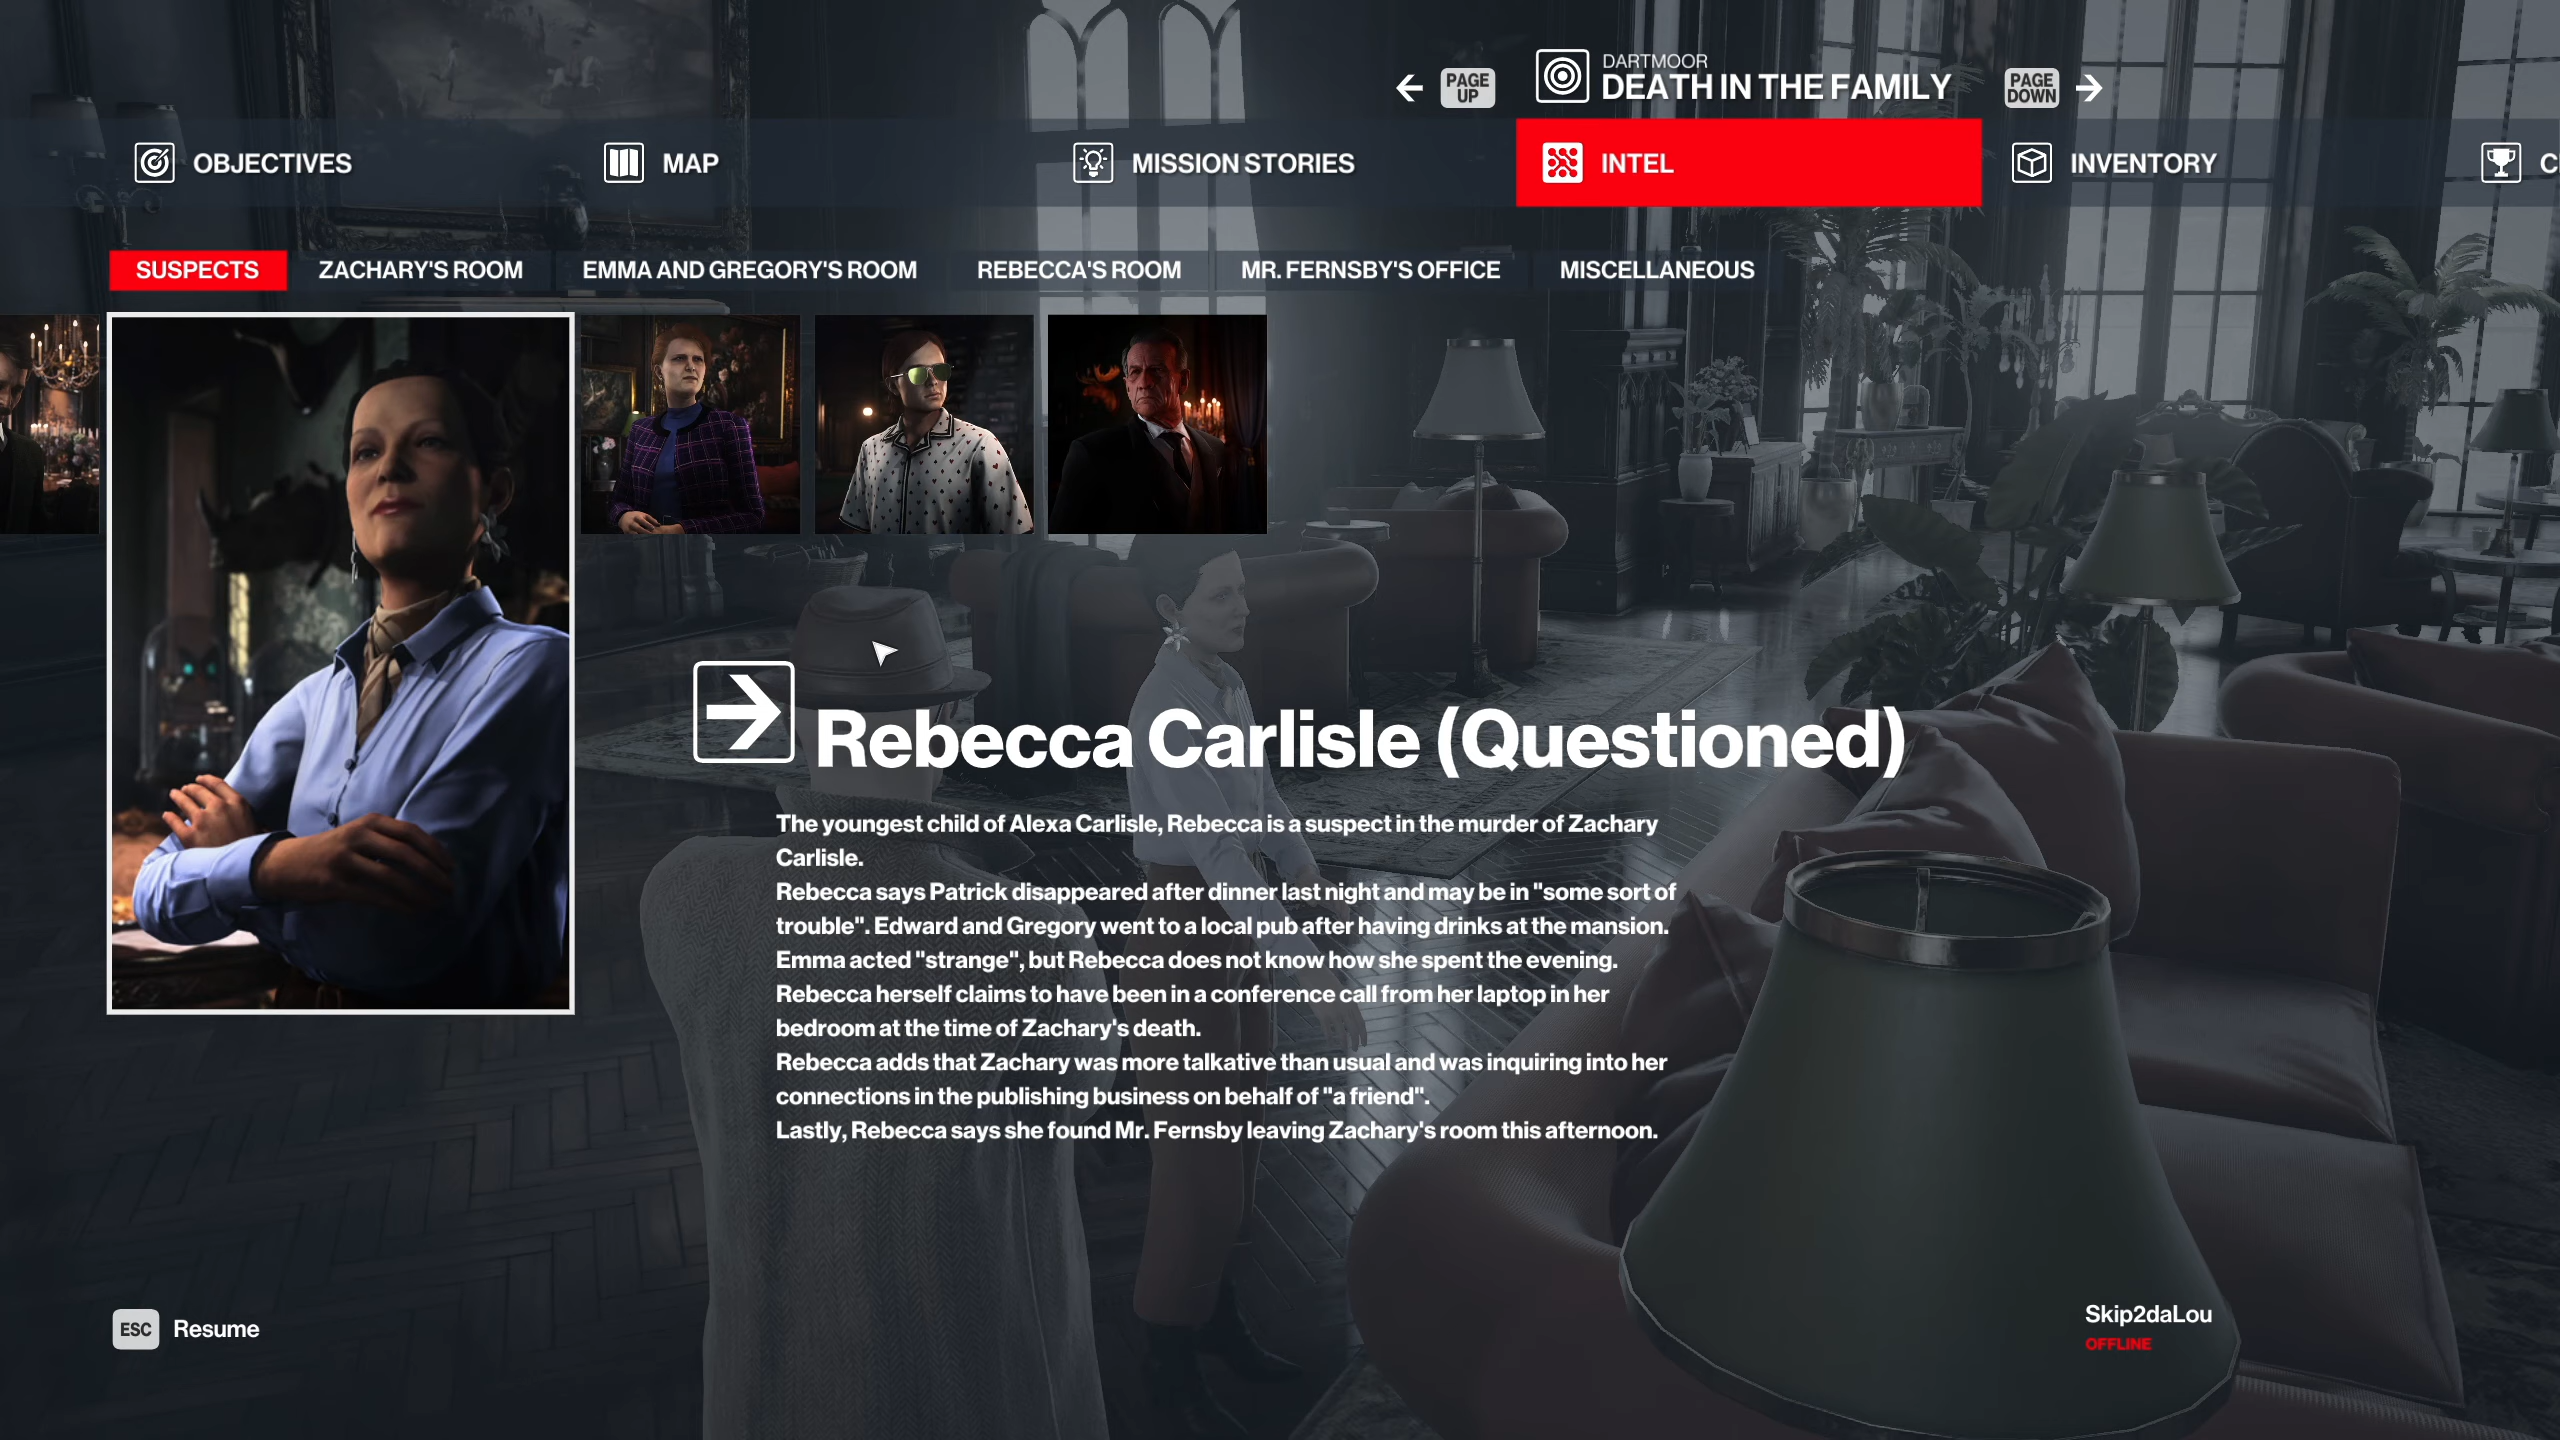 DARTMOOR
PAGE UP
DEATH IN THE FAMILY
PAGE DOWN
OBJECTIVES
MAP
MISSION STORIES
INTEL
INVENTORY
SUSPECTS
ZACHARY'S ROOM
EMMA AND GREGORY'S ROOM
REBECCA'S ROOM
MR. FERNSBY'S OFFICE
MISCELLANEOUS
Rebecca Carlisle (Questioned)
The youngest child of Alexa Carlisle, Rebecca is a suspect in the murder of Zachary
Carlisle.
Rebecca says Patrick disappeared after dinner last night and may be in "some sort of
trouble". Edward and Gregory went to a local pub after having drinks at the mansion.
Emma acted "strange", but Rebecca does not know how she spent the evening.
Rebecca herself claims to have been in a conference call from her laptop in her
bedroom at the time of Zachary's death.
Rebecca adds that Zachary was more talkative than usual and was inquiring into her
connections in the publishing business on behalf of "a friend".
Lastly, Rebecca says she found Mr. Fernsby leaving Zachary's room this afternoon.
ESC Resume
Skip2daLou
OFFLINE